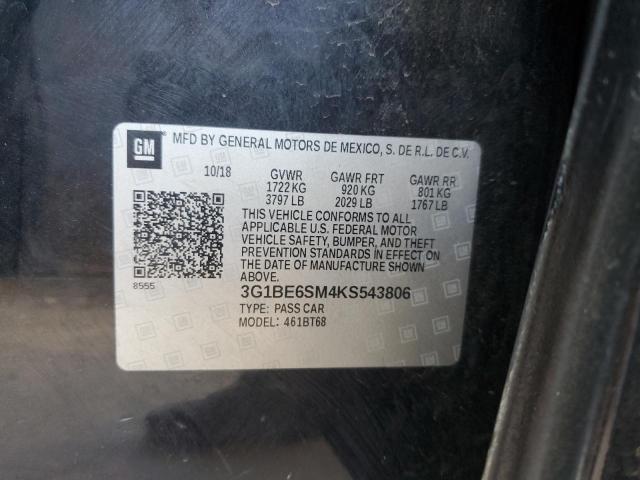 GM
MFD BY GENERAL MOTORS DE MEXICO, S. DE R.L. DE C.V.
10/18 GVWR GAWR FRT GAWR RR
1722 KG 920 KG 801 KG
3797 LB 2029 LB 1767 LB
THIS VEHICLE CONFORMS TO ALL
APPLICABLE U.S. FEDERAL MOTOR
VEHICLE SAFETY, BUMPER, AND THEFT
PREVENTION STANDARDS IN EFFECT ON
THE DATE OF MANUFACTURE SHOWN
ABOVE.
8555
3G1BE6SM4KS543806
TYPE: PASS CAR
MODEL: 461BT68